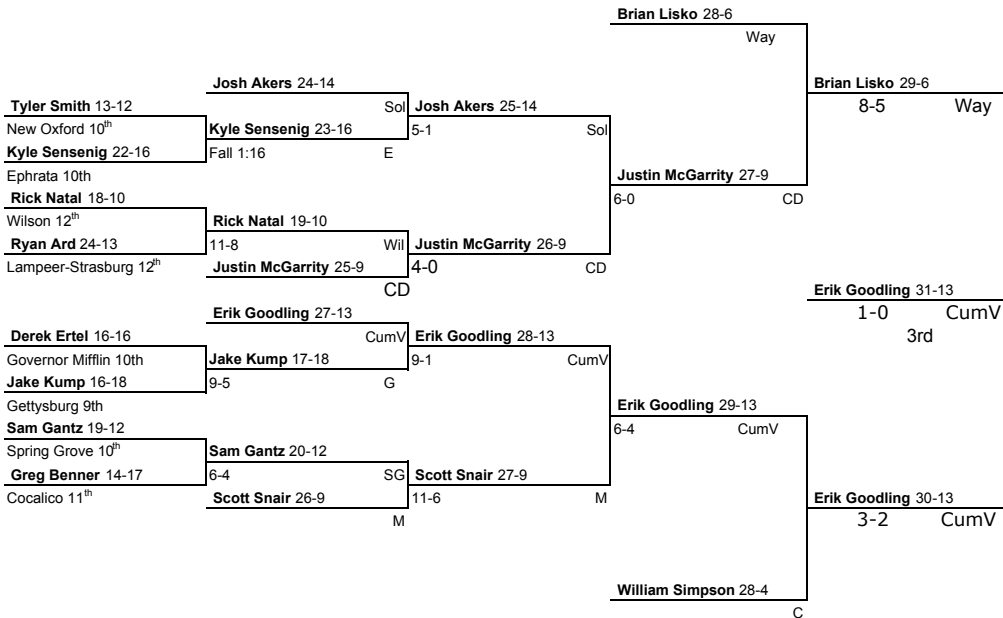 Brian Lisko 28-6
Way
Josh Akers 24-14
Brian Lisko 29-6
Tyler Smith 13-12
Sol
Josh Akers 25-14
8-5 Way
New Oxford 10th
Kyle Sensenig 23-16
5-1
Sol
Kyle Sensenig 22-16
Fall 1:16
E
Ephrata 10th
Justin McGarrity 27-9
Rick Natal 18-10
6-0
CD
Wilson 12th
Rick Natal 19-10
Ryan Ard 24-13
11-8
Wil
Justin McGarrity 26-9
Lampeer-Strasburg 12th
Justin McGarrity 25-9
4-0
CD
CD
Erik Goodling 31-13
Erik Goodling 27-13
1-0 CumV
Derek Ertel 16-16
CumV
Erik Goodling 28-13
3rd
Governor Mifflin 10th
Jake Kump 17-18
9-1
CumV
Jake Kump 16-18
9-5
G
Gettysburg 9th
Erik Goodling 29-13
Sam Gantz 19-12
6-4
CumV
Spring Grove 10th
Sam Gantz 20-12
Greg Benner 14-17
6-4
SG
Scott Snair 27-9
Cocalico 11th
Scott Snair 26-9
11-6
M
Erik Goodling 30-13
M
3-2 CumV
William Simpson 28-4
C